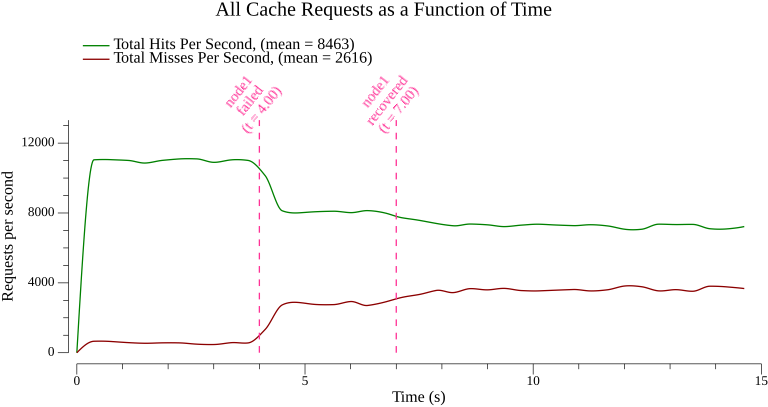 All Cache Requests as a Function of Time
Total Hits Per Second, (mean = 8463)
Total Misses Per Second, (mean = 2616)
node1
failed
(t = 4.00)
node1
recovered
(t = 7.00)
Requests per second
12000
8000
4000
0
0
5
10
15
Time (s)